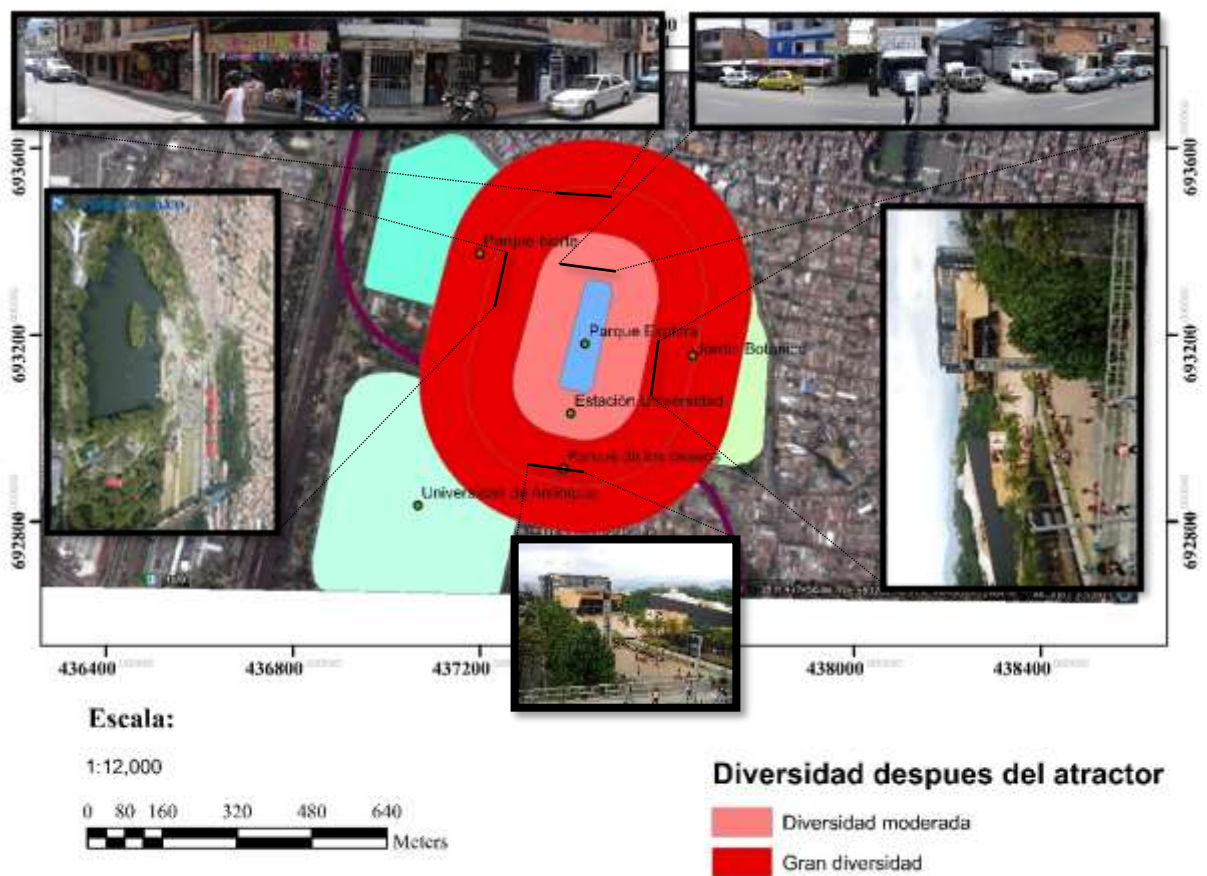 693600
693600
Parque Norte
693200
Parque Explora
Jardin Botanico
693200
Estación Universidad
Parque de los deseos
Universidad de Antioquia
692800
692800
436400
436800
437200
438000
438400
Escala:
1:12,000
0 80 160 320 480 640
Meters
Diversidad despues del atractor
Diversidad moderada
Gran diversidad